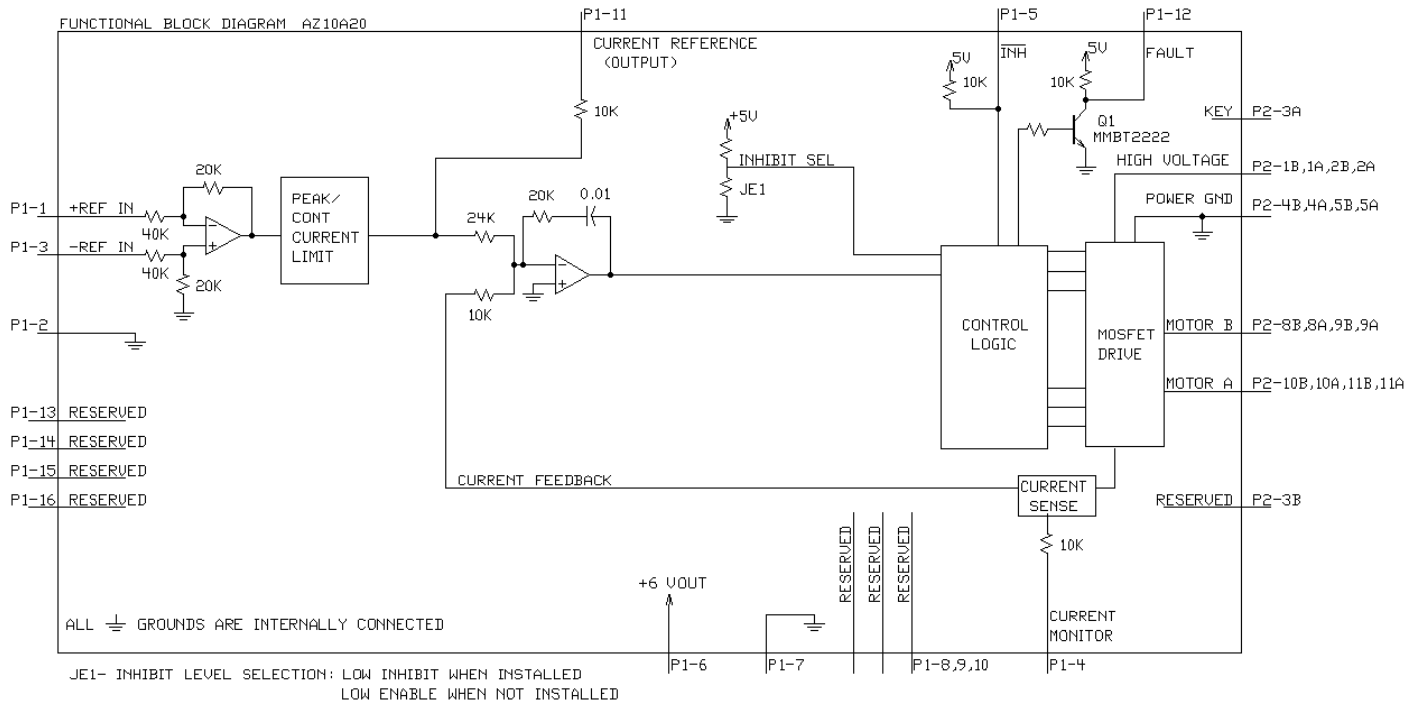 FUNCTIONAL BLOCK DIAGRAM AZ10A20
P1-11
P1-5
P1-12
CURRENT REFERENCE
(OUTPUT)
10K
5V
10K
INH
5V
10K
FAULT
Q1
MMBT2222
KEY P2-3A
HIGH VOLTAGE P2-1B,1A,2B,2A
POWER GND P2-4B,4A,5B,5A
+5V
INHIBIT SEL
JE1
20K
P1-1 +REF IN
40K
P1-3 -REF IN
40K
20K
PEAK/
CONT
CURRENT
LIMIT
24K
20K
0.01
10K
P1-2
CONTROL
LOGIC
MOSFET
DRIVE
MOTOR B P2-8B,8A,9B,9A
MOTOR A P2-10B,10A,11B,11A
P1-13 RESERVED
P1-14 RESERVED
P1-15 RESERVED
P1-16 RESERVED
CURRENT FEEDBACK
CURRENT
SENSE
RESERVED P2-3B
10K
RESERVED
RESERVED
RESERVED
+6 VOUT
CURRENT
MONITOR
ALL GROUNDS ARE INTERNALLY CONNECTED
P1-6
P1-7
P1-8,9,10
P1-4
JE1- INHIBIT LEVEL SELECTION: LOW INHIBIT WHEN INSTALLED
LOW ENABLE WHEN NOT INSTALLED